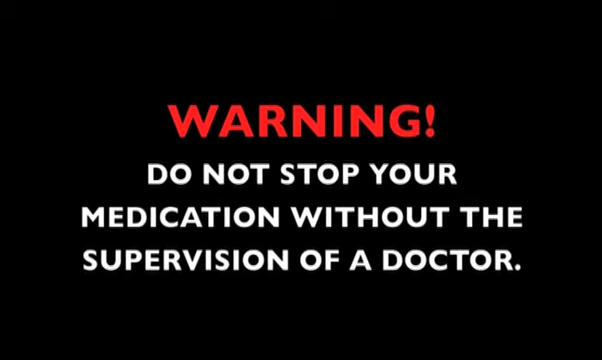 WARNING!
DO NOT STOP YOUR
MEDICATION WITHOUT THE
SUPERVISION OF A DOCTOR.